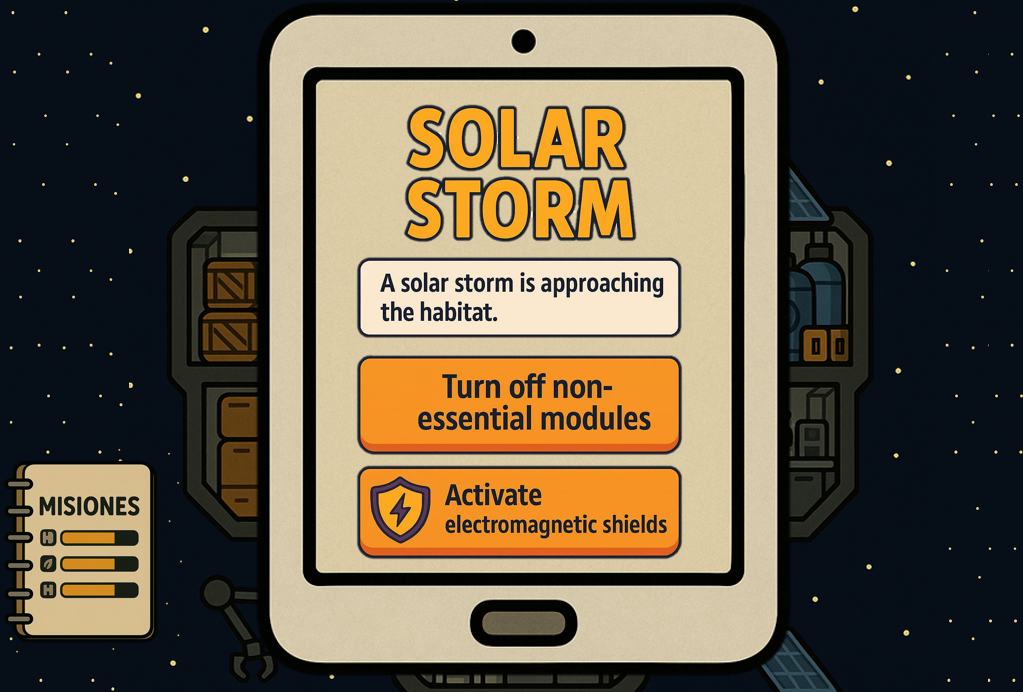 SOLAR
STORM
A solar storm is approaching
the habitat.
Turn off non-
essential modules
Activate
electromagnetic shields
MISIONES
H
H